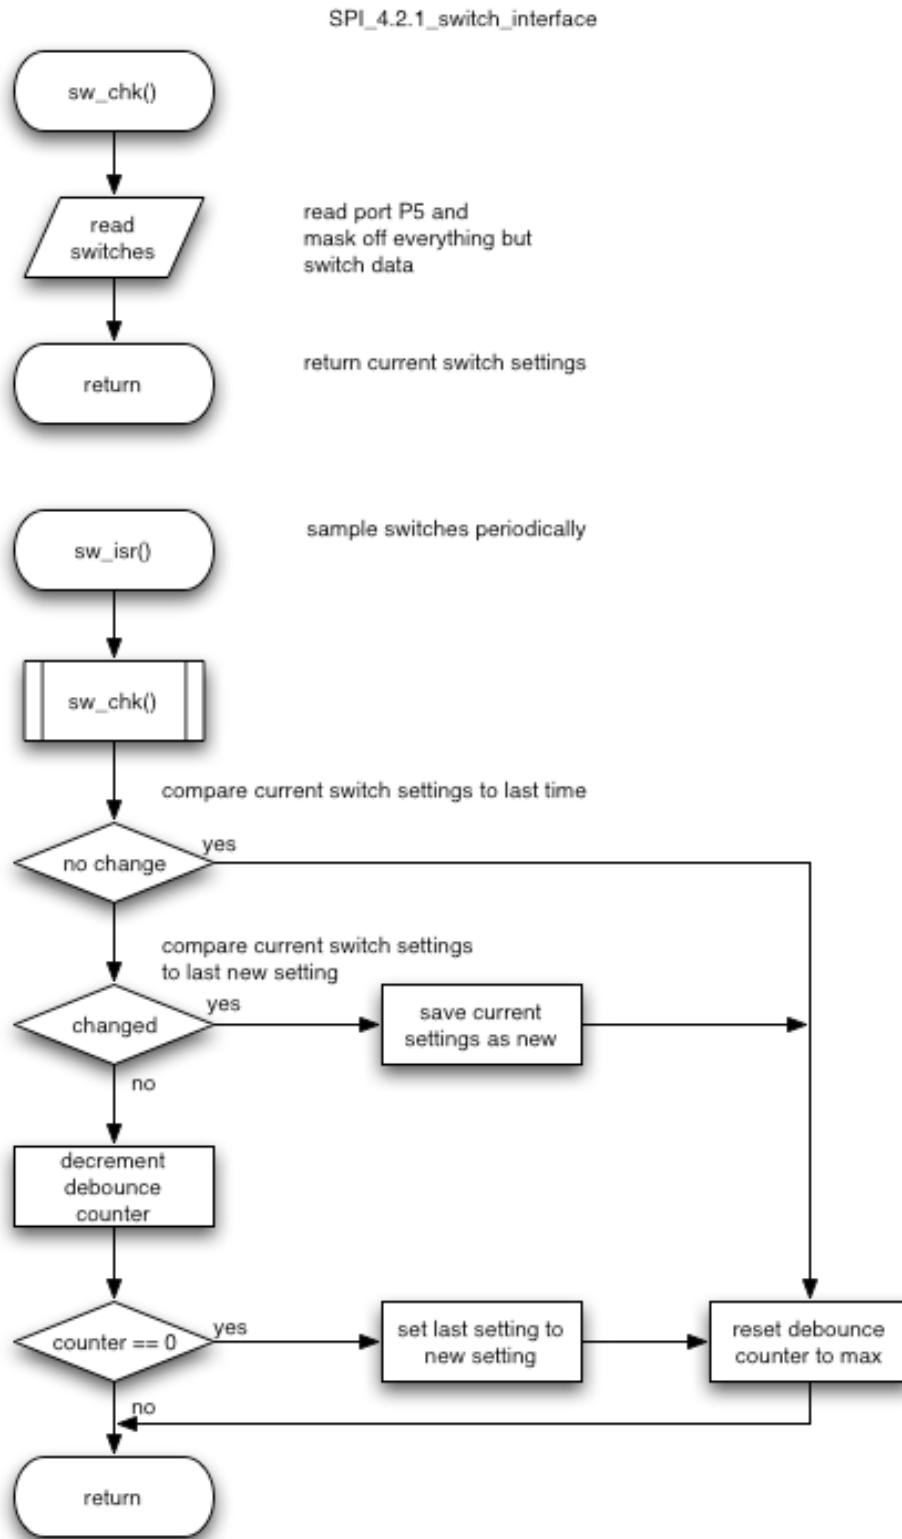 SPI_4.2.1_switch_interface
sw_chk()
read
switches
read port P5 and
mask off everything but
switch data
return
return current switch settings
sw_isr()
sample switches periodically
sw_chk()
compare current switch settings to last time
no change
yes
compare current switch settings
to last new setting
changed
yes
save current
settings as new
no
decrement
debounce
counter
counter == 0
yes
set last setting to
new setting
reset debounce
counter to max
no
return